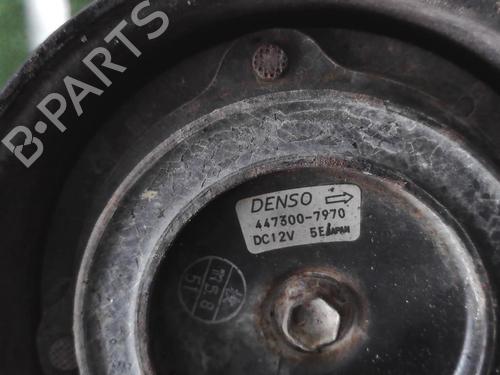 B-PARTS
DENSO
447300-7970
DC12V 5E JAPAN